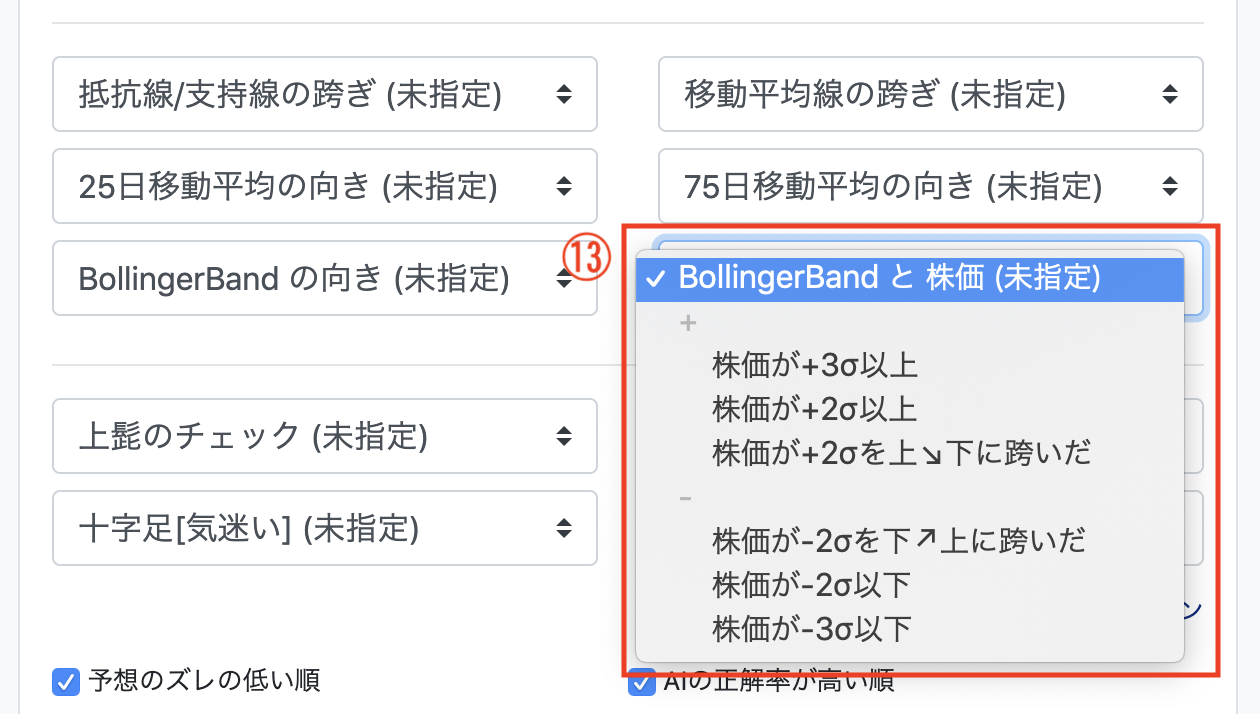 抵抗線/支持線の跨ぎ (未指定)
移動平均線の跨ぎ (未指定)
25日移動平均の向き (未指定)
75日移動平均の向き (未指定)
BollingerBand の向き (未指定)
⑬
✓ BollingerBand と 株価 (未指定)
+
株価が+3σ以上
株価が+2σ以上
株価が+2σを上↘下に跨いだ
-
株価が-2σを下↗上に跨いだ
株価が-2σ以下
株価が-3σ以下
上髭のチェック (未指定)
十字足[気迷い] (未指定)
ン
予想のズレの低い順
AIの正解率が高い順